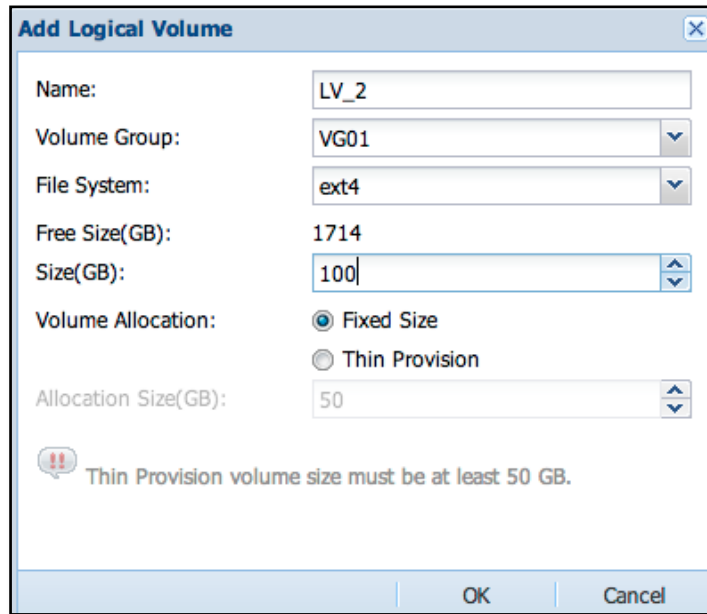 Add Logical Volume
Name: LV_2
Volume Group: VG01
File System: ext4
Free Size(GB): 1714
Size(GB): 100
Volume Allocation: Fixed Size
Thin Provision
Allocation Size(GB): 50
!! Thin Provision volume size must be at least 50 GB.
OK Cancel